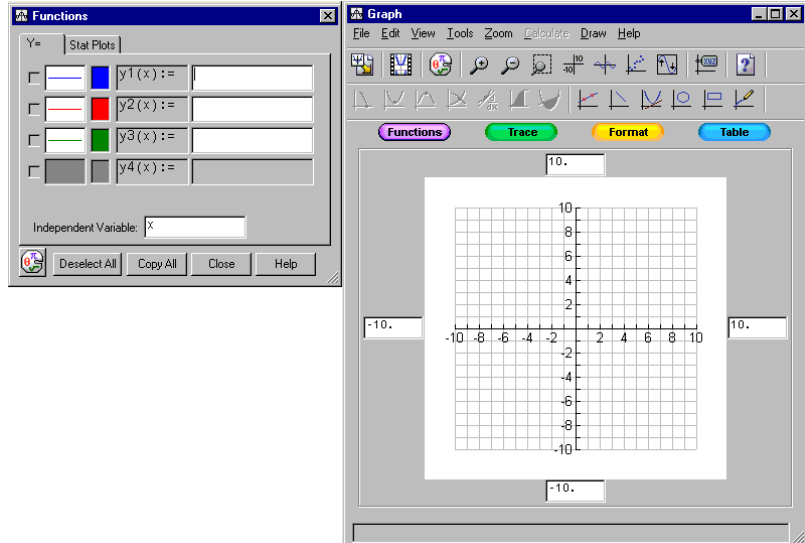 Functions
Y= Stat Plots
y1(x):=
y2(x):=
y3(x):=
y4(x):=
Independent Variable: x
Deselect All Copy All Close Help
Graph
File Edit View Tools Zoom Calculate Draw Help
Functions Trace Format Table
10.
-10.
10.
10
8
6
4
2
-10 -8 -6 -4 -2 2 4 6 8 10
-2
-4
-6
-8
-10
-10.